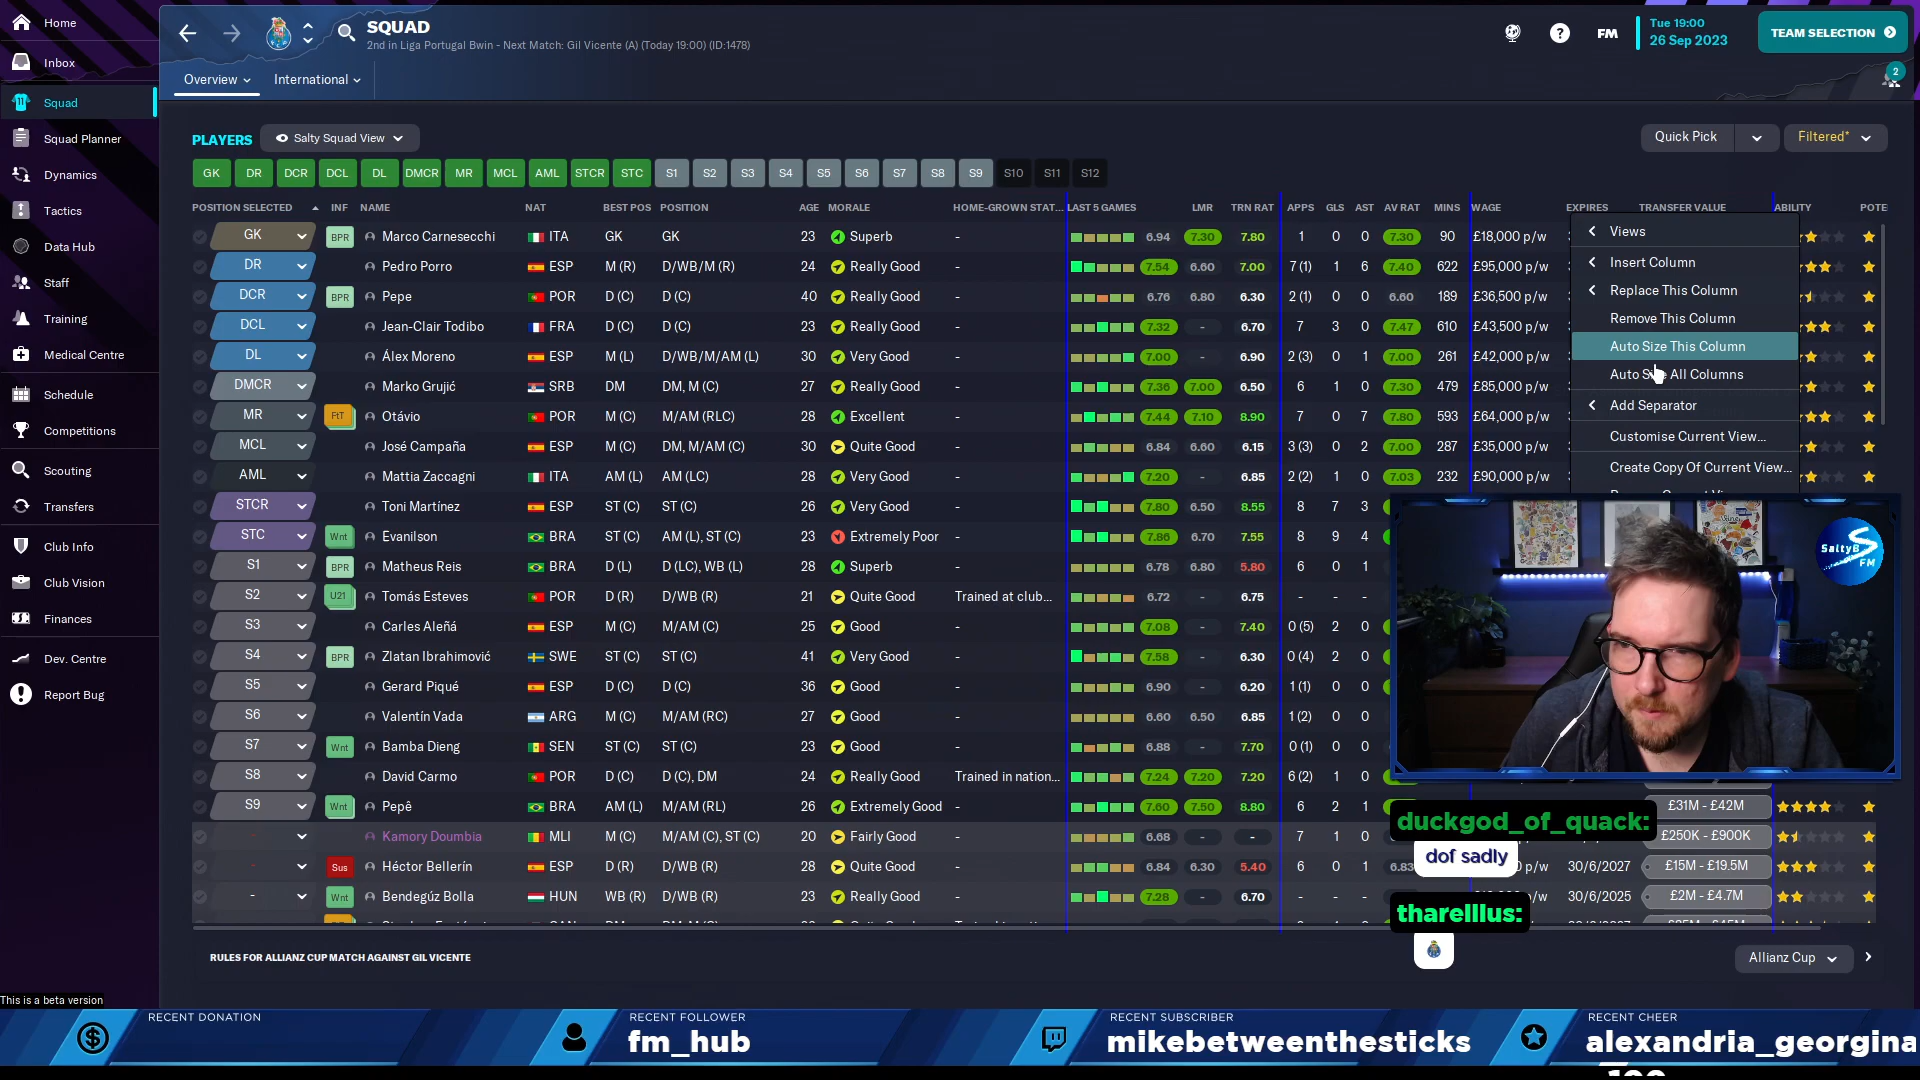 Home
Inbox
Squad
Squad Planner
Dynamics
Tactics
Data Hub
Staff
Training
Medical Centre
Schedule
Competitions
Scouting
Transfers
Club Info
Club Vision
Finances
Dev. Centre
Report Bug
This is a beta version
SQUAD
2nd in Liga Portugal Bwin - Next Match: Gil Vicente (A) (Today 19:00) (ID:1478)
FM
Tue 19:00
26 Sep 2023
TEAM SELECTION
Overview International
2
PLAYERS Salty Squad View Quick Pick Filtered*
GK DR DCR DCL DL DMCR MR MCL AML STCR STC S1 S2 S3 S4 S5 S6 S7 S8 S9 S10 S11 S12
POSITION SELECTED INF NAME NAT BEST POS POSITION AGE MORALE HOME-GROWN STAT... LAST 5 GAMES LMR TRN RAT APPS GLS AST AV RAT MINS WAGE EXPIRES TRANSFER VALUE ABILITY POTE
GK BPR Marco Carnesecchi ITA GK GK 23 Superb - 6.94 7.30 7.80 1 0 0 7.30 90 £18,000 p/w
DR Pedro Porro ESP M (R) D/WB/M (R) 24 Really Good - 7.54 6.60 7.00 7 (1) 1 6 7.40 622 £95,000 p/w
DCR BPR Pepe POR D (C) D (C) 40 Really Good - 6.76 6.80 6.30 2 (1) 0 0 6.60 189 £36,500 p/w
DCL Jean-Clair Todibo FRA D (C) D (C) 23 Really Good - 7.32 - 6.70 7 3 0 7.47 610 £43,500 p/w
DL Álex Moreno ESP M (L) D/WB/M/AM (L) 30 Very Good - 7.00 - 6.90 2 (3) 0 1 7.00 261 £42,000 p/w
DMCR Marko Grujić SRB DM DM, M (C) 27 Really Good - 7.36 7.00 6.50 6 1 0 7.30 479 £85,000 p/w
MR FtT Otávio POR M (C) M/AM (RLC) 28 Excellent - 7.44 7.10 8.90 7 0 7 7.80 593 £64,000 p/w
MCL José Campaña ESP M (C) DM, M/AM (C) 30 Quite Good - 6.84 6.60 6.15 3 (3) 0 2 7.00 287 £35,000 p/w
AML Mattia Zaccagni ITA AM (L) AM (LC) 28 Very Good - 7.20 - 6.85 2 (2) 1 0 7.03 232 £90,000 p/w
STCR Toni Martínez ESP ST (C) ST (C) 26 Very Good - 7.80 6.50 8.55 8 7 3
STC Wnt Evanilson BRA ST (C) AM (L), ST (C) 23 Extremely Poor - 7.86 6.70 7.55 8 9 4
S1 BPR Matheus Reis BRA D (L) D (LC), WB (L) 28 Superb - 6.78 6.80 5.80 6 0 1
S2 U21 Tomás Esteves POR D (R) D/WB (R) 21 Quite Good Trained at club... 6.72 - 6.75 - - -
S3 Carles Aleñá ESP M (C) M/AM (C) 25 Good - 7.08 - 7.40 0 (5) 2 0
S4 BPR Zlatan Ibrahimović SWE ST (C) ST (C) 41 Very Good - 7.58 - 6.30 0 (4) 2 0
S5 Gerard Piqué ESP D (C) D (C) 36 Good - 6.90 - 6.20 1 (1) 0 0
S6 Valentín Vada ARG M (C) M/AM (RC) 27 Good - 6.60 6.50 6.85 1 (2) 0 0
S7 Wnt Bamba Dieng SEN ST (C) ST (C) 23 Good - 6.88 - 7.70 0 (1) 0 0
S8 David Carmo POR D (C) D (C), DM 24 Really Good Trained in nation... 7.24 7.20 7.20 6 (2) 1 0
S9 Wnt Pepê BRA AM (L) M/AM (RL) 26 Extremely Good - 7.60 7.50 8.80 6 2 1 £31M - £42M
- Kamory Doumbia MLI M (C) M/AM (C), ST (C) 20 Fairly Good - 6.68 - - 7 1 0 £250K - £900K
- Sus Héctor Bellerín ESP D (R) D/WB (R) 28 Quite Good - 6.84 6.30 5.40 6 0 1 6.83 p/w 30/6/2027 £15M - £19.5M
- Wnt Bendegúz Bolla HUN WB (R) D/WB (R) 23 Really Good - 7.28 - 6.70 - - - 30/6/2025 £2M - £4.7M
Views
Insert Column
Replace This Column
Remove This Column
Auto Size This Column
Auto Size All Columns
Add Separator
Customise Current View...
Create Copy Of Current View...
SaltyB
FM
duckgod_of_quack:
dof sadly
tharelllus:
RULES FOR ALLIANZ CUP MATCH AGAINST GIL VICENTE
Allianz Cup
RECENT DONATION
RECENT FOLLOWER
fm_hub
RECENT SUBSCRIBER
mikebetweenthesticks
RECENT CHEER
alexandria_georgina